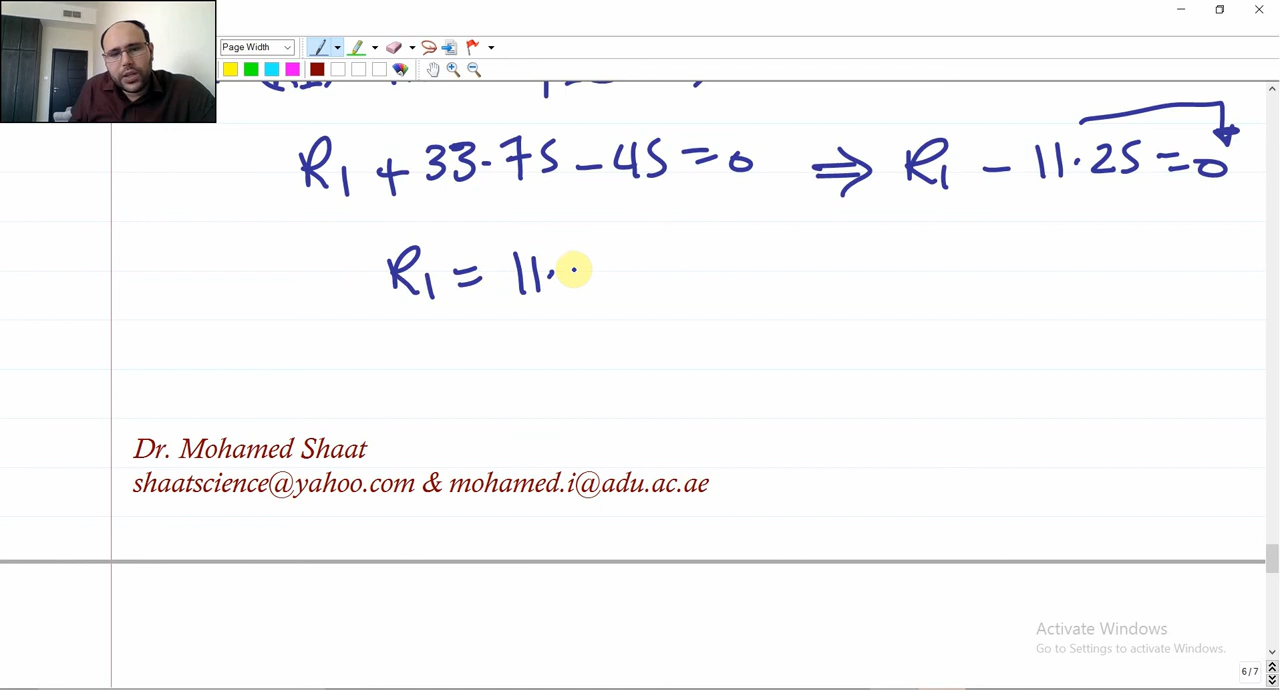 Page Width
R1 + 33.75 - 45 = 0 ⇒ R1 - 11.25 = 0
R1 = 11.
Dr. Mohamed Shaat
shaatscience@yahoo.com & mohamed.i@adu.ac.ae
Activate Windows
Go to Settings to activate Windows.
6/7